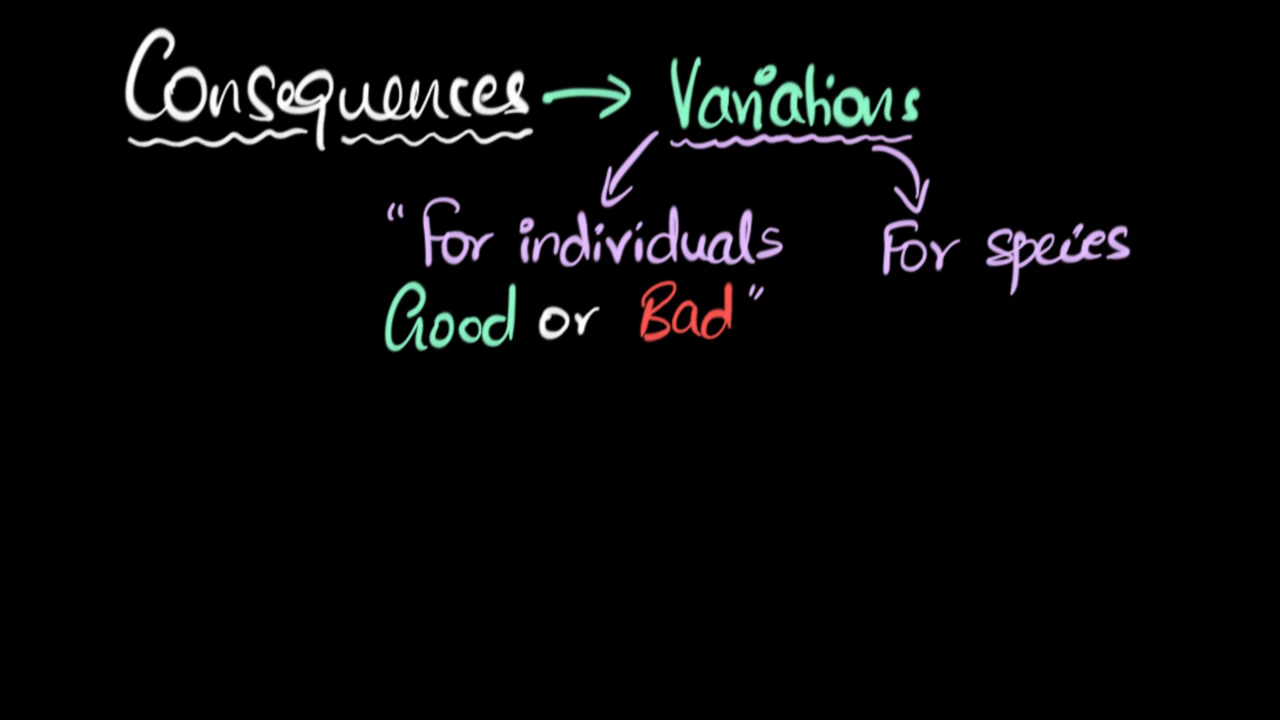 Consequences → Variations
"For individuals For species
Good or Bad"